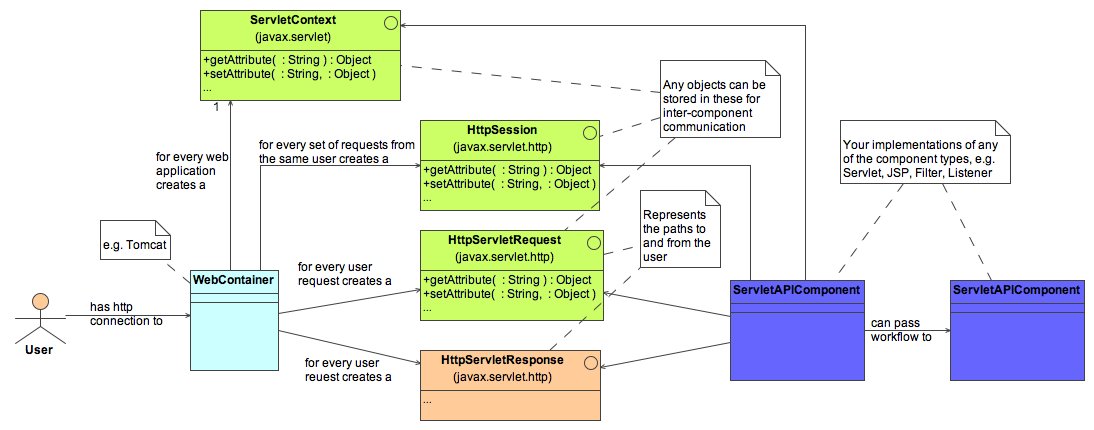 ServletContext
(javax.servlet)
+getAttribute( : String ) : Object
+setAttribute( : String, : Object )
...
1
Any objects can be
stored in these for
inter-component
communication
HttpSession
(javax.servlet.http)
+getAttribute( : String ) : Object
+setAttribute( : String, : Object )
...
for every set of requests from
the same user creates a
for every web
application
creates a
Your implementations of any
of the component types, e.g.
Servlet, JSP, Filter, Listener
Represents
the paths to
and from the
user
e.g. Tomcat
HttpServletRequest
(javax.servlet.http)
+getAttribute( : String ) : Object
+setAttribute( : String, : Object )
...
for every user
request creates a
WebContainer
ServletAPIComponent
ServletAPIComponent
has http
connection to
User
can pass
workflow to
for every user
reuest creates a
HttpServletResponse
(javax.servlet.http)
...